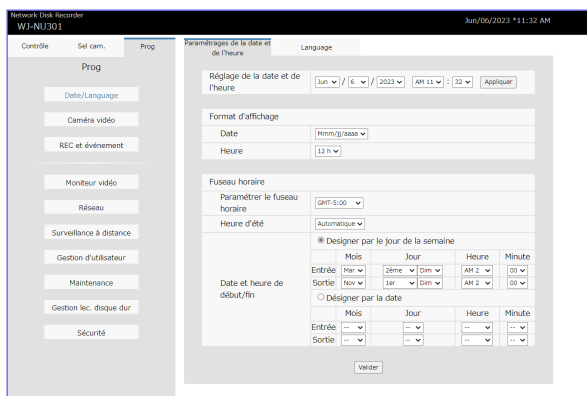 Network Disk Recorder
WJ-NU301
Jun/06/2023 *11:32 AM
Contrôle Sel cam. Prog
Paramétrages de la date et de l'heure
Language
Prog
Date/Language
Caméra vidéo
REC et événement
Moniteur vidéo
Réseau
Surveillance à distance
Gestion d'utilisateur
Maintenance
Gestion lec. disque dur
Sécurité
Réglage de la date et de l'heure
Jun / 6 / 2023 AM 11 : 32 Appliquer
Format d'affichage
Date Mmm/jj/aaaa
Heure 12 h
Fuseau horaire
Paramétrer le fuseau horaire
GMT-5:00
Heure d'été Automatique
Date et heure de début/fin
Designer par le jour de la semaine
Mois Jour Heure Minute
Entrée Mar 2ème Dim AM 2 00
Sortie Nov 1er Dim AM 2 00
Désigner par la date
Mois Jour Heure Minute
Entrée -- -- -- --
Sortie -- -- -- --
Valider